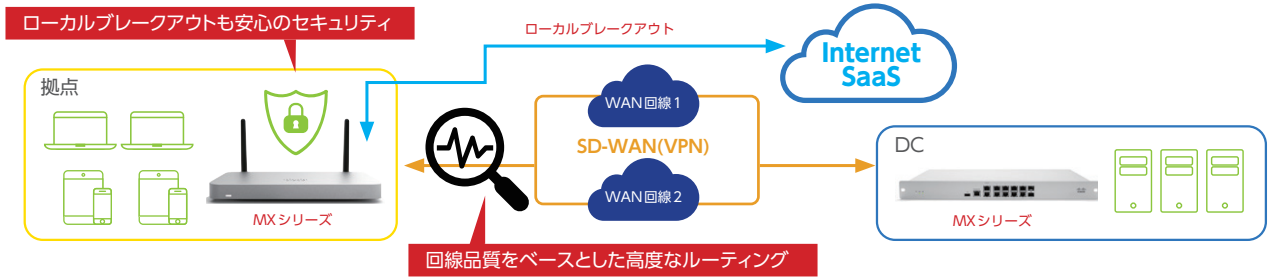 ローカルブレークアウトも安心のセキュリティ
ローカルブレークアウト
Internet
SaaS
拠点
WAN回線1
SD-WAN(VPN)
WAN回線2
DC
MXシリーズ
MXシリーズ
回線品質をベースとした高度なルーティング